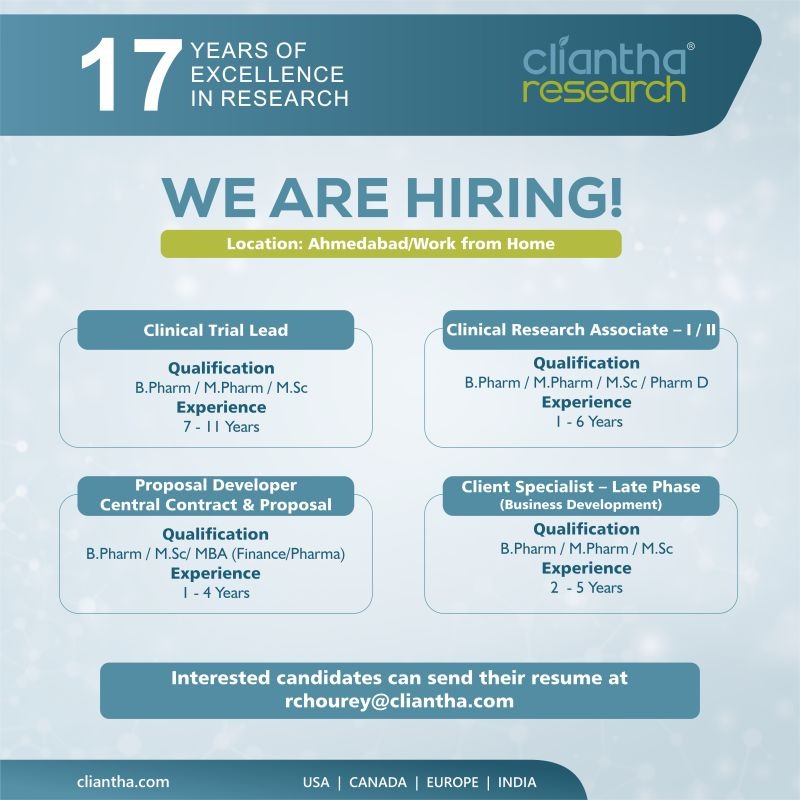 17 YEARS OF
EXCELLENCE
IN RESEARCH
cliantha®
research
WE ARE HIRING!
Location: Ahmedabad/Work from Home
Clinical Trial Lead
Qualification
B.Pharm / M.Pharm / M.Sc
Experience
7 - 11 Years
Clinical Research Associate – I / II
Qualification
B.Pharm / M.Pharm / M.Sc / Pharm D
Experience
1 - 6 Years
Proposal Developer
Central Contract & Proposal
Qualification
B.Pharm / M.Sc/ MBA (Finance/Pharma)
Experience
1 - 4 Years
Client Specialist – Late Phase
(Business Development)
Qualification
B.Pharm / M.Pharm / M.Sc
Experience
2 - 5 Years
Interested candidates can send their resume at
rchourey@cliantha.com
cliantha.com
USA | CANADA | EUROPE | INDIA